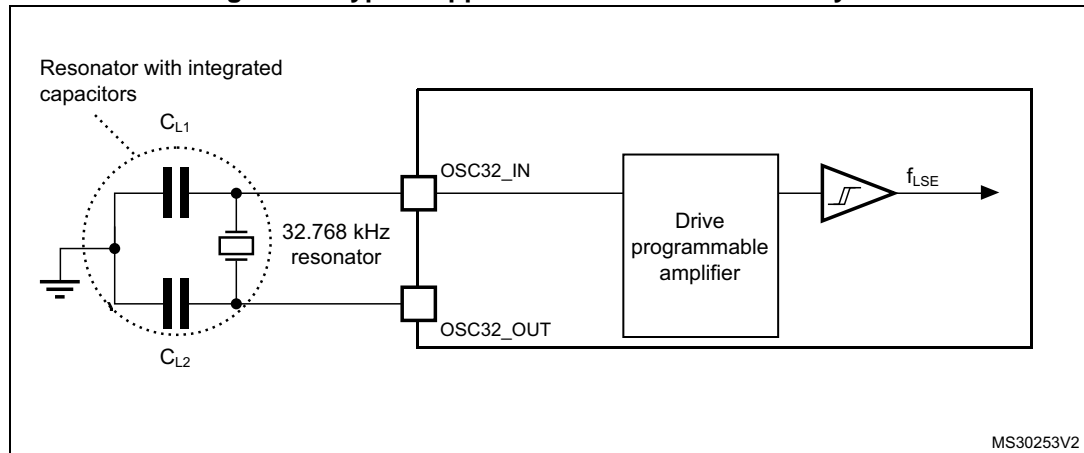 Resonator with integrated
capacitors
CL1
OSC32_IN
fLSE
32.768 kHz
resonator
Drive
programmable
amplifier
OSC32_OUT
CL2
MS30253V2